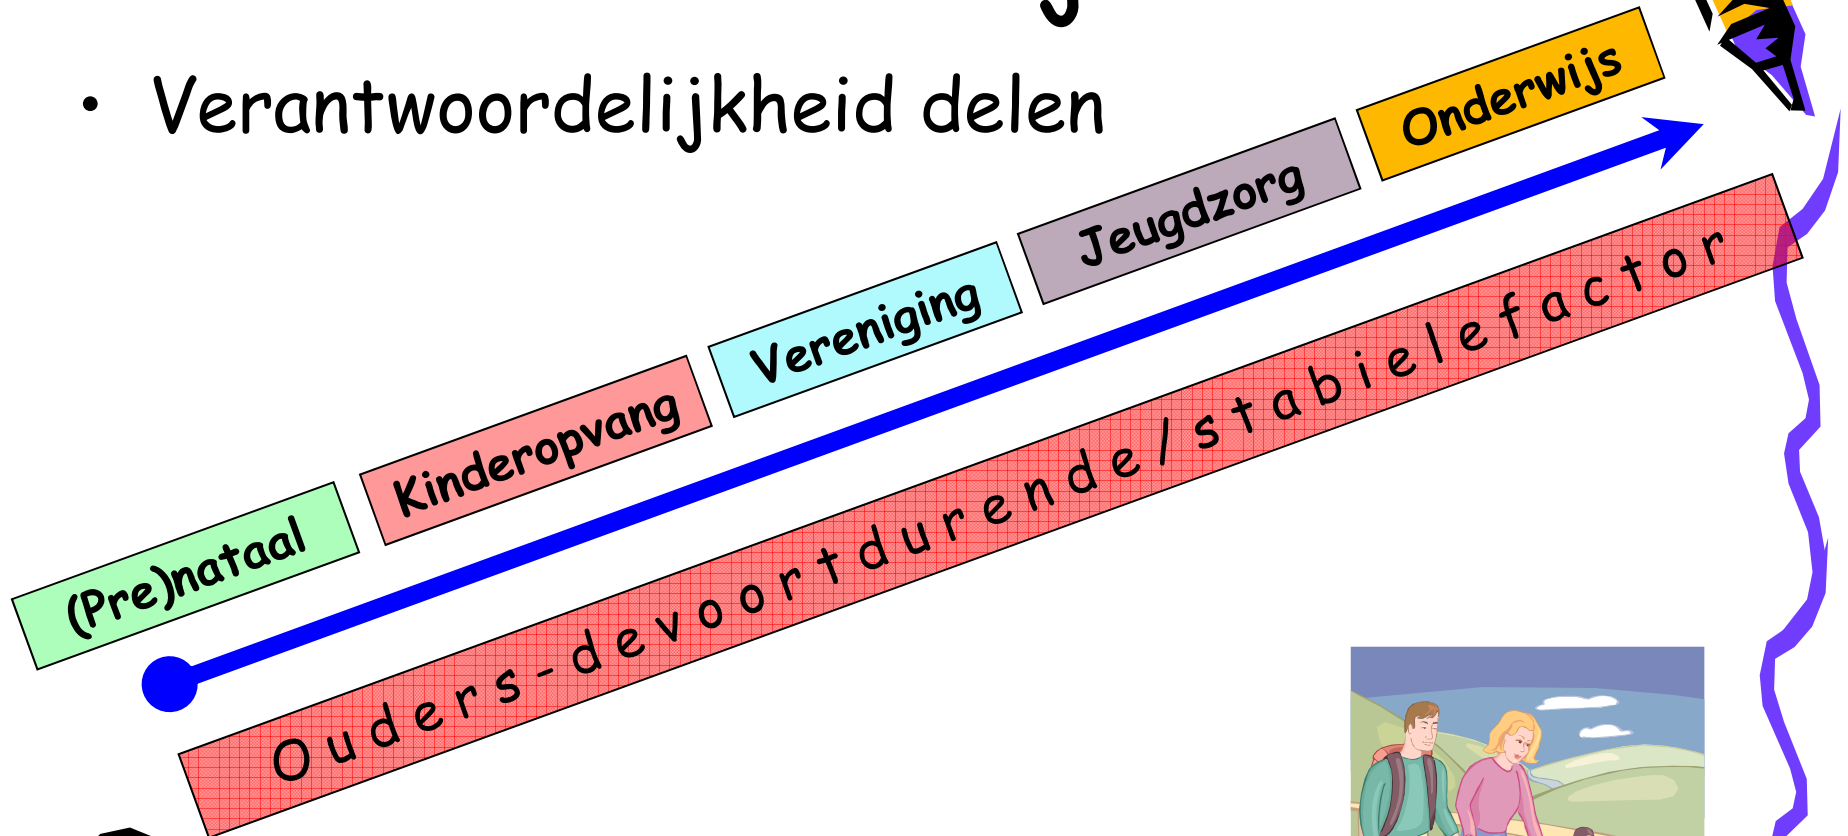 • Verantwoordelijkheid delen
Onderwijs
Jeugdzorg
Vereniging
Kinderopvang
(Pre)nataal
Ouders-devoortdurende/stabielefactor